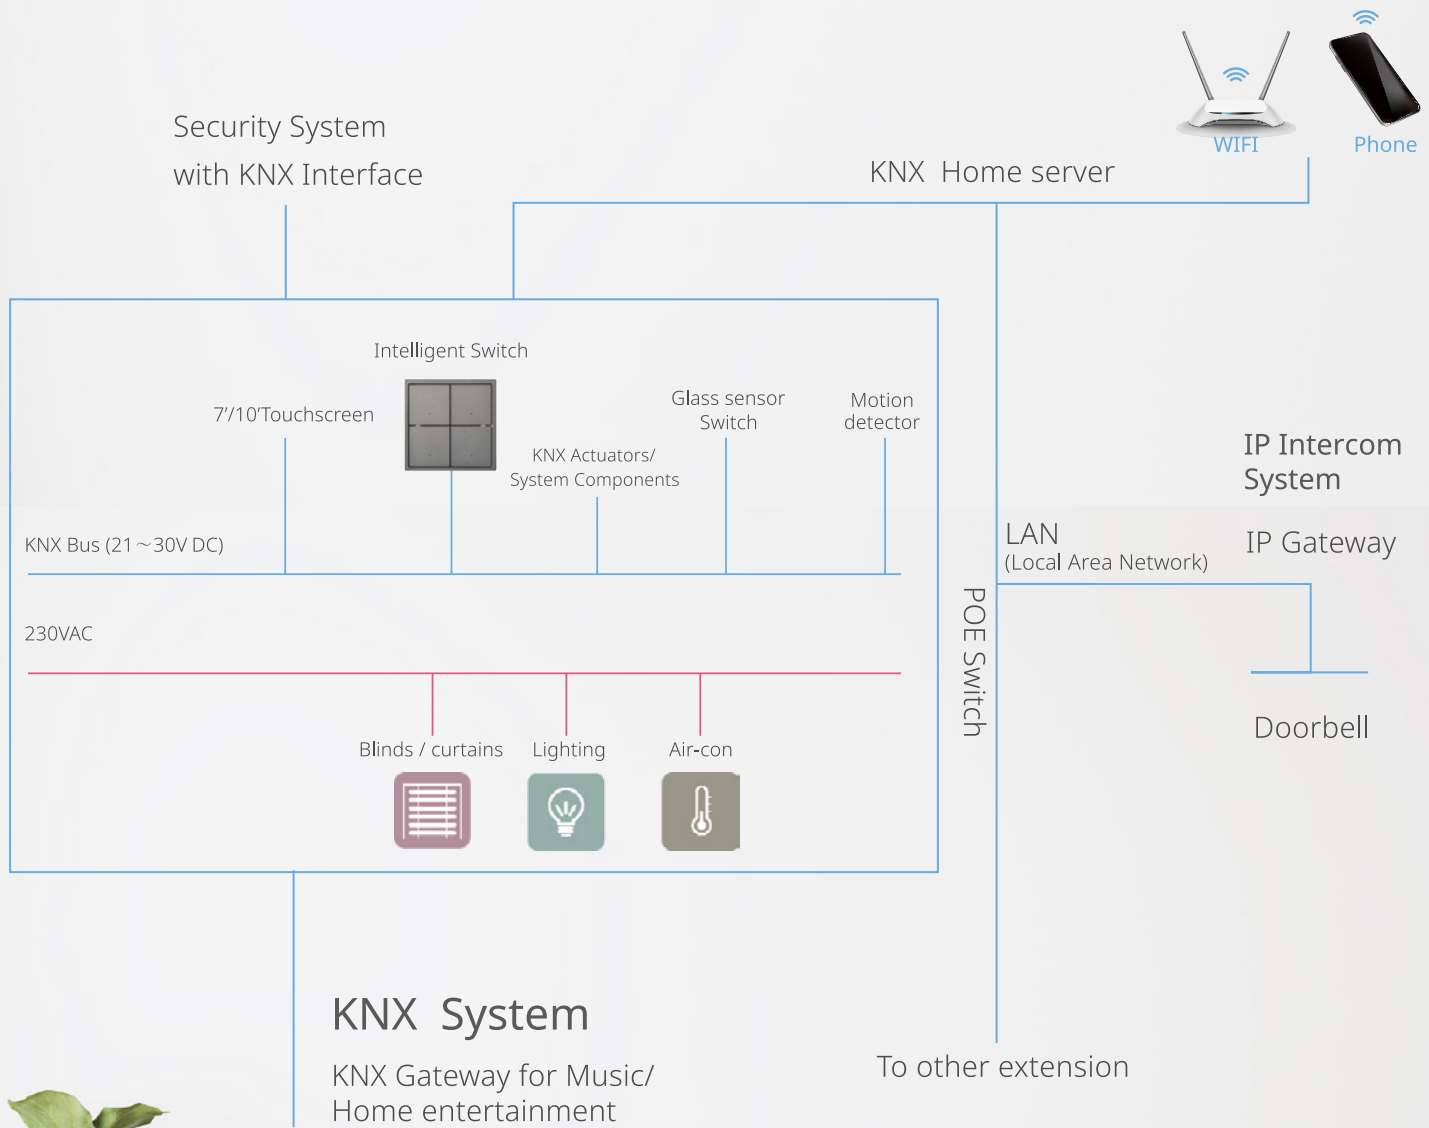 WIFI
Phone
Security System
with KNX Interface
KNX Home server
Intelligent Switch
7'/10'Touchscreen
Glass sensor
Switch
Motion
detector
KNX Actuators/
System Components
KNX Bus (21～30V DC)
230VAC
Blinds / curtains
Lighting
Air-con
POE Switch
LAN
(Local Area Network)
IP Intercom
System
IP Gateway
Doorbell
KNX System
KNX Gateway for Music/
Home entertainment
To other extension